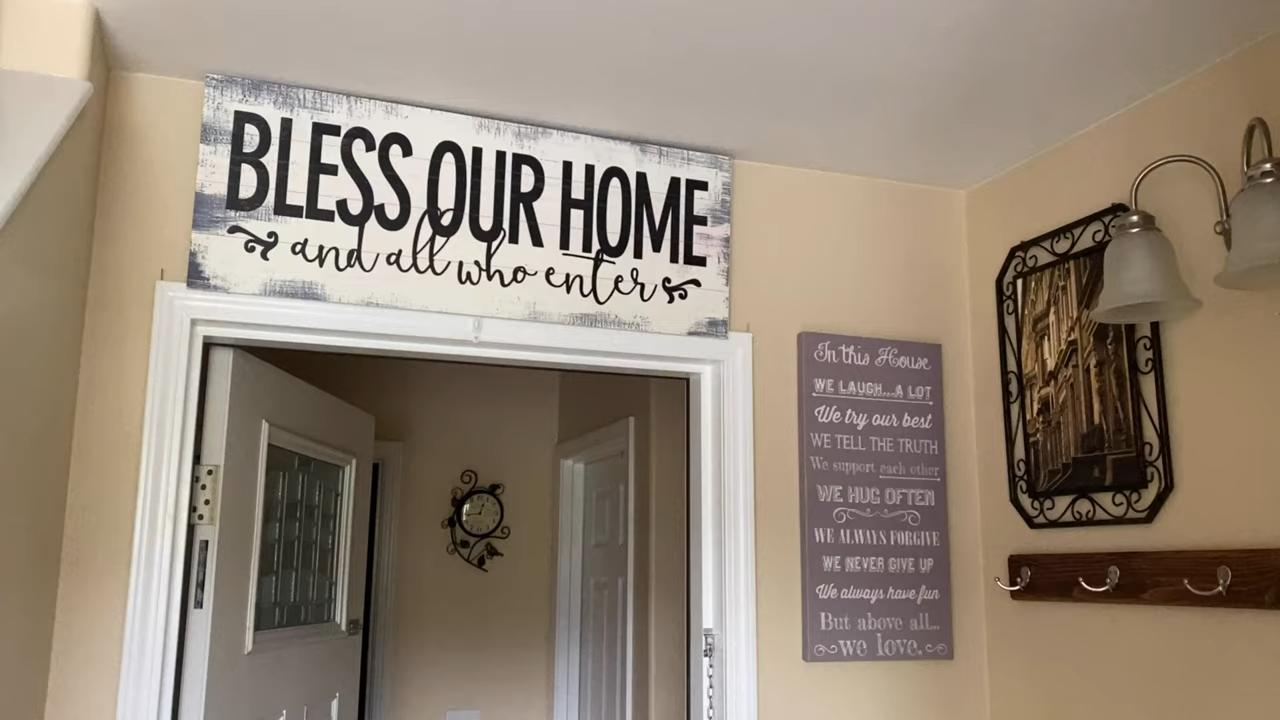 BLESS OUR HOME
and all who enter
In this House
WE LAUGH...A LOT
We try our best
WE TELL THE TRUTH
We support each other
WE HUG OFTEN
WE ALWAYS FORGIVE
WE NEVER GIVE UP
We always have fun
But above all...
we love.